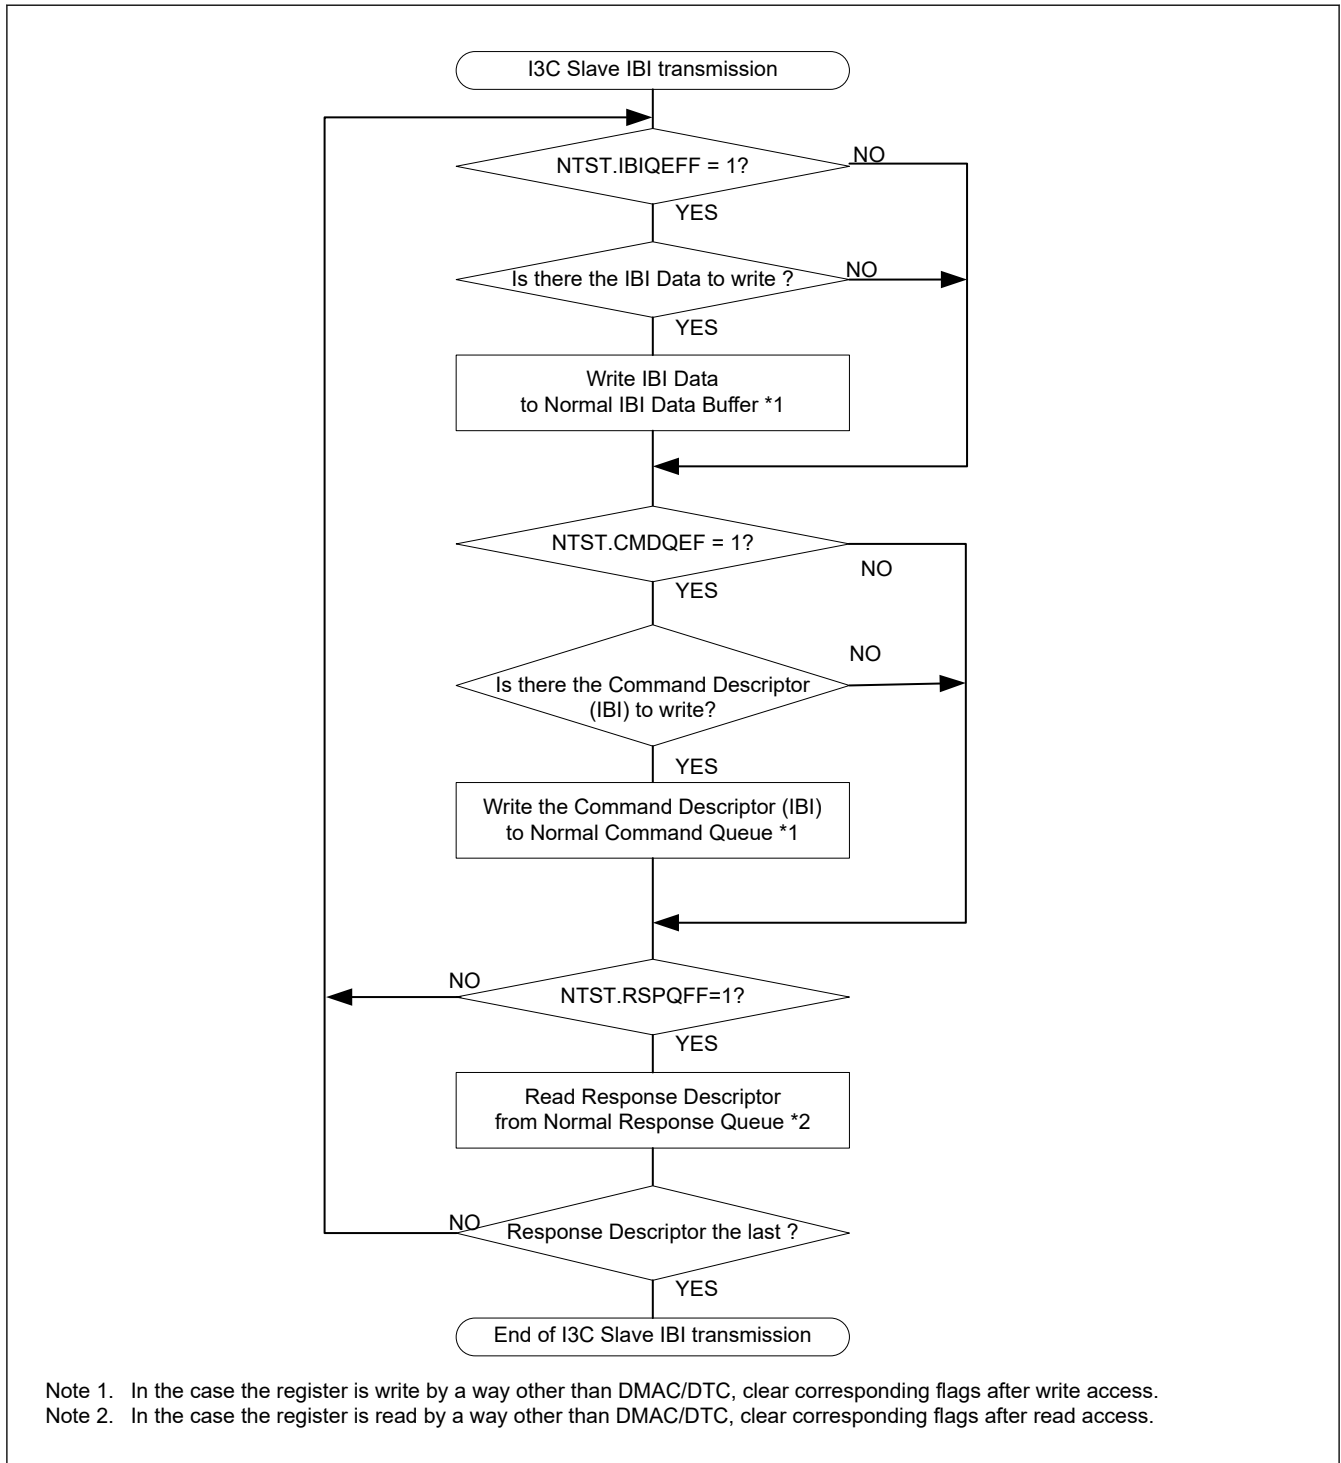 I3C Slave IBI transmission
NTST.IBIQEFF = 1?
NO
YES
Is there the IBI Data to write ?
NO
YES
Write IBI Data
to Normal IBI Data Buffer *1
NTST.CMDQEF = 1?
NO
YES
NO
Is there the Command Descriptor
(IBI) to write?
YES
Write the Command Descriptor (IBI)
to Normal Command Queue *1
NO
NTST.RSPQFF=1?
YES
Read Response Descriptor
from Normal Response Queue *2
NO
Response Descriptor the last ?
YES
End of I3C Slave IBI transmission
Note 1. In the case the register is write by a way other than DMAC/DTC, clear corresponding flags after write access.
Note 2. In the case the register is read by a way other than DMAC/DTC, clear corresponding flags after read access.